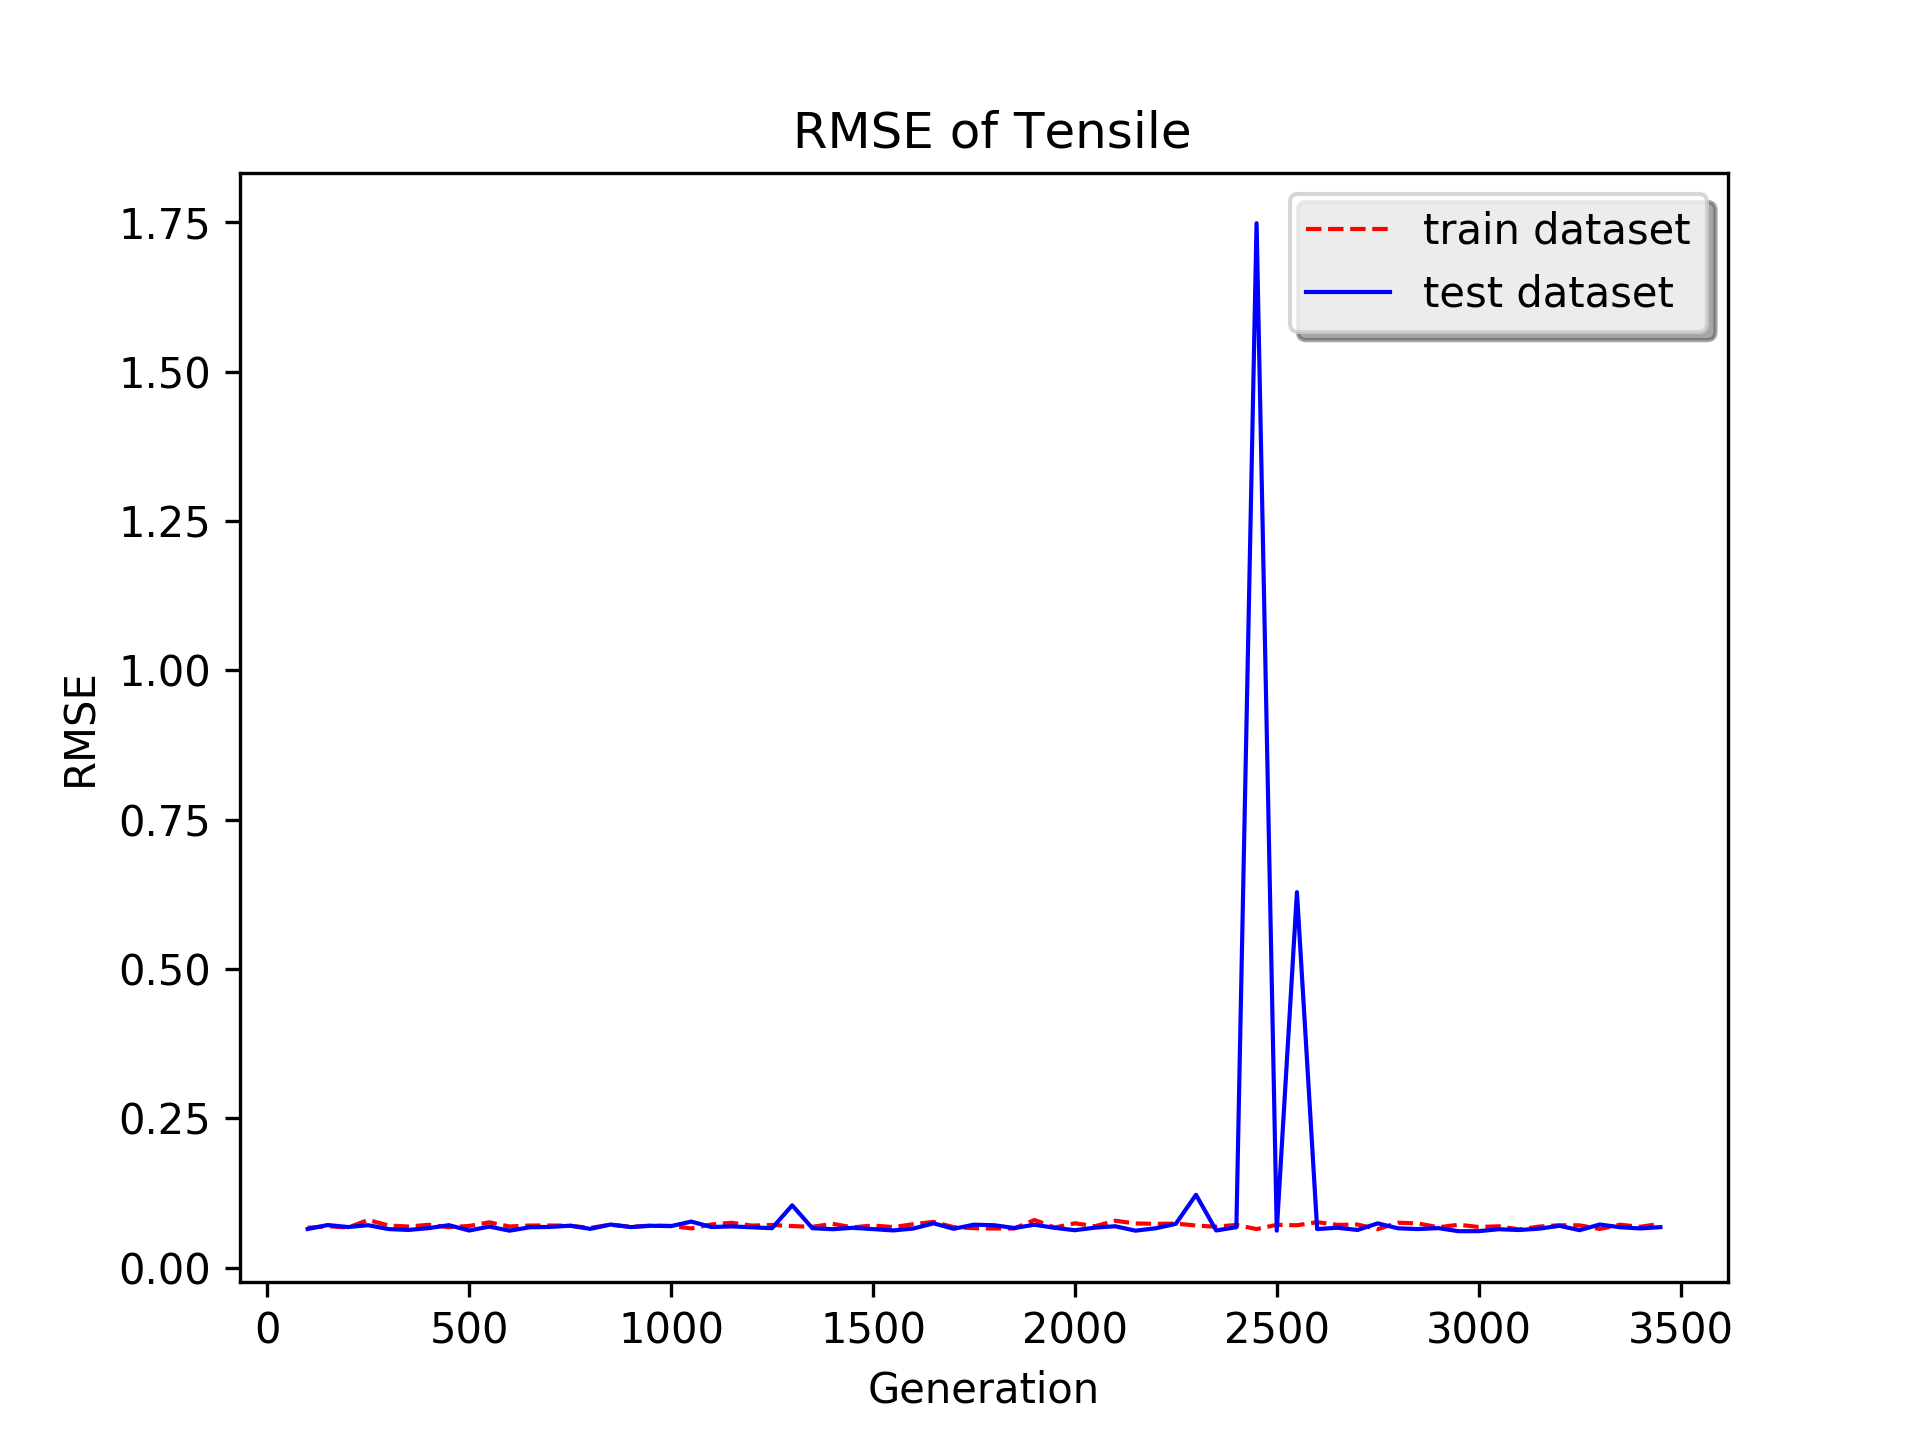 RMSE of Tensile
train dataset
test dataset
1.75
1.50
1.25
1.00
0.75
0.50
0.25
0.00
RMSE
0 500 1000 1500 2000 2500 3000 3500
Generation